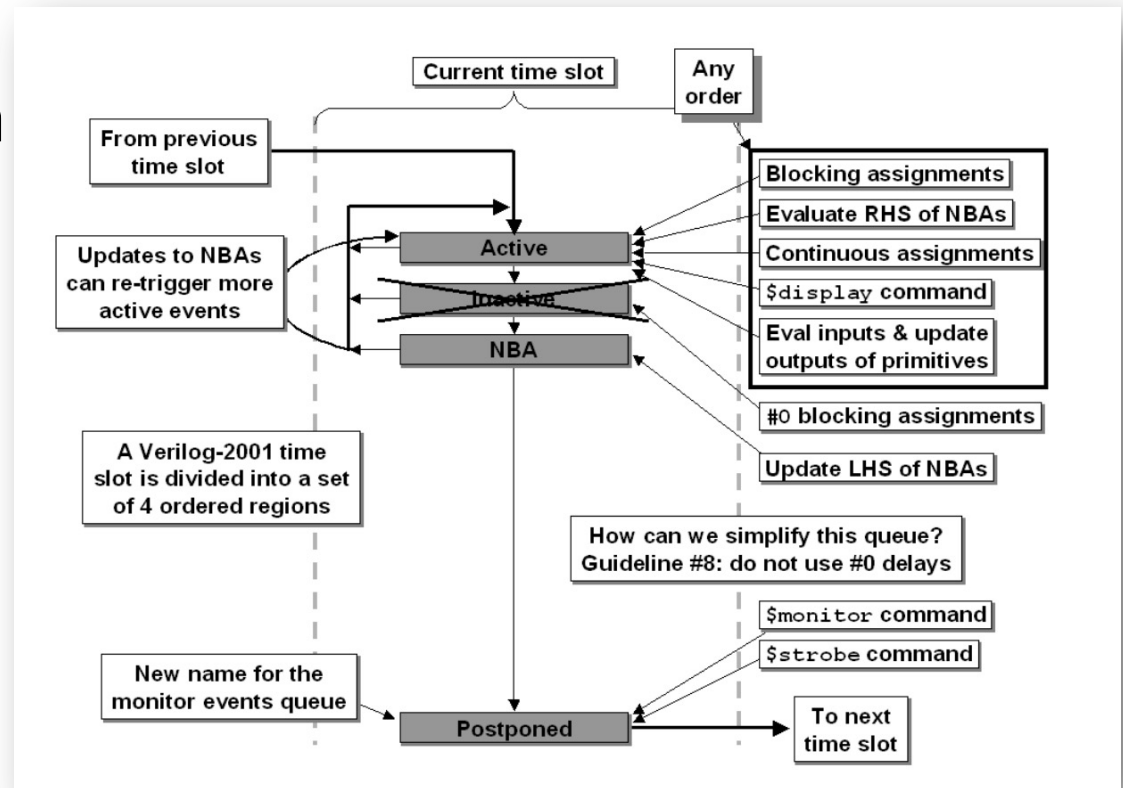 Current time slot
Any
order
From previous
time slot
Blocking assignments
Evaluate RHS of NBAs
Continuous assignments
$display command
Eval inputs & update
outputs of primitives
Active
Inactive
NBA
Updates to NBAs
can re-trigger more
active events
#0 blocking assignments
Update LHS of NBAs
A Verilog-2001 time
slot is divided into a set
of 4 ordered regions
How can we simplify this queue?
Guideline #8: do not use #0 delays
$monitor command
$strobe command
New name for the
monitor events queue
Postponed
To next
time slot